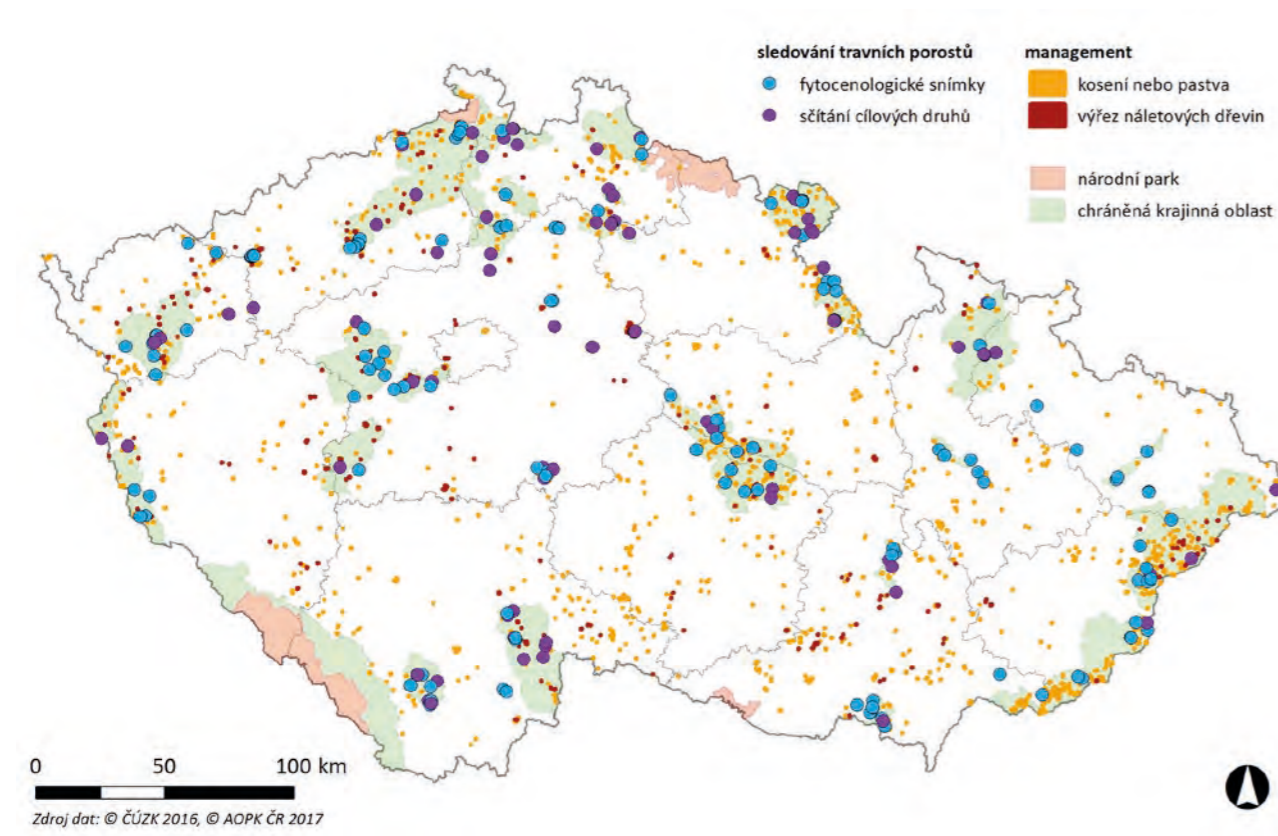 sledování travních porostů
fytocenologické snímky
sčítání cílových druhů
management
kosení nebo pastva
výřez náletových dřevin
národní park
chráněná krajinná oblast
0 50 100 km
Zdroj dat: © ČÚZK 2016, © AOPK ČR 2017